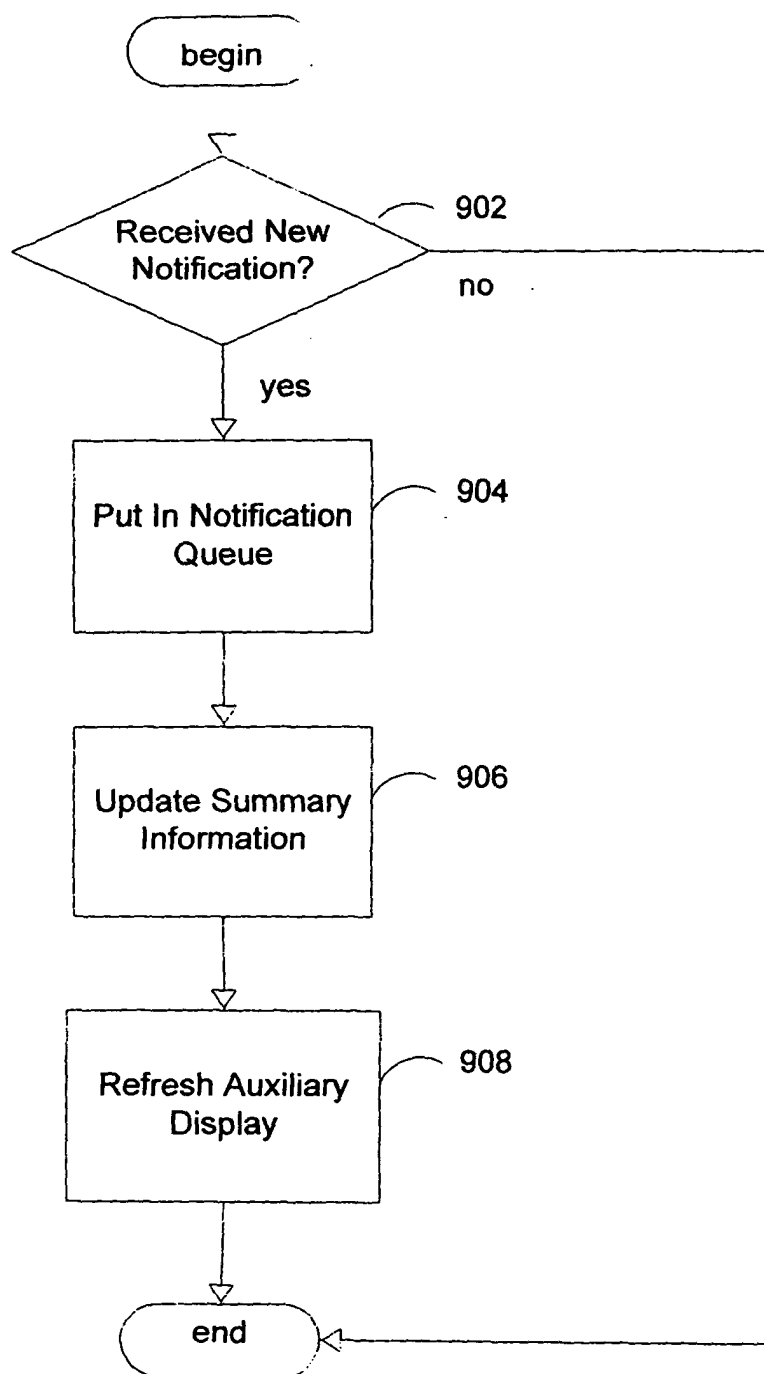 begin
Received New
Notification?
902
no
yes
Put In Notification
Queue
904
Update Summary
Information
906
Refresh Auxiliary
Display
908
end